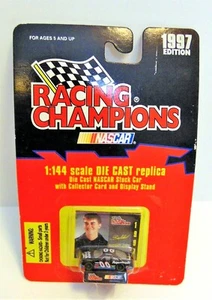 FOR AGES 5 AND UP
1997
EDITION
RACING
CHAMPIONS
NASCAR
1:144 scale DIE CAST replica
Die Cast NASCAR Stock Car
with Collector Card and Display Stand
WARNING: